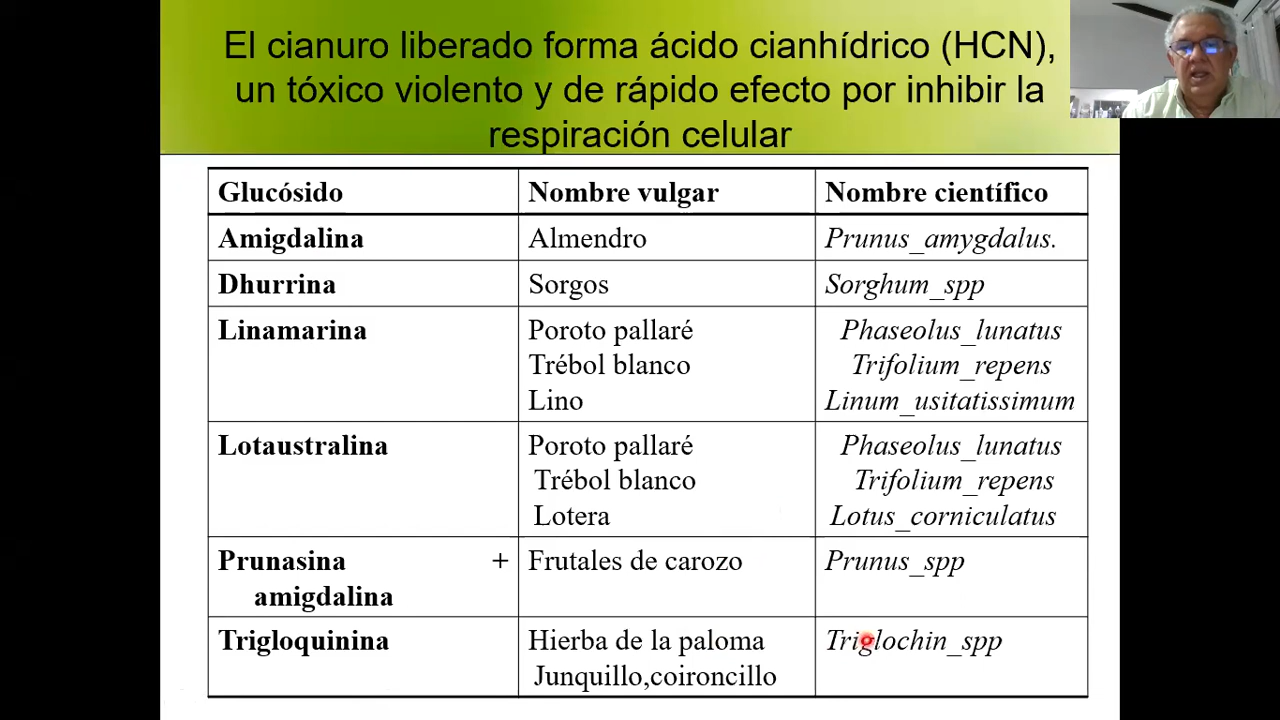 El cianuro liberado forma ácido cianhídrico (HCN),
un tóxico violento y de rápido efecto por inhibir la
respiración celular
Glucósido Nombre vulgar Nombre científico
Amigdalina Almendro Prunus_amygdalus.
Dhurrina Sorgos Sorghum_spp
Linamarina Poroto pallaré Phaseolus_lunatus
Trébol blanco Trifolium_repens
Lino Linum_usitatissimum
Lotaustralina Poroto pallaré Phaseolus_lunatus
Trébol blanco Trifolium_repens
Lotera Lotus_corniculatus
Prunasina + Frutales de carozo Prunus_spp
amigdalina
Trigloquinina Hierba de la paloma Triglochin_spp
Junquillo,coironcillo